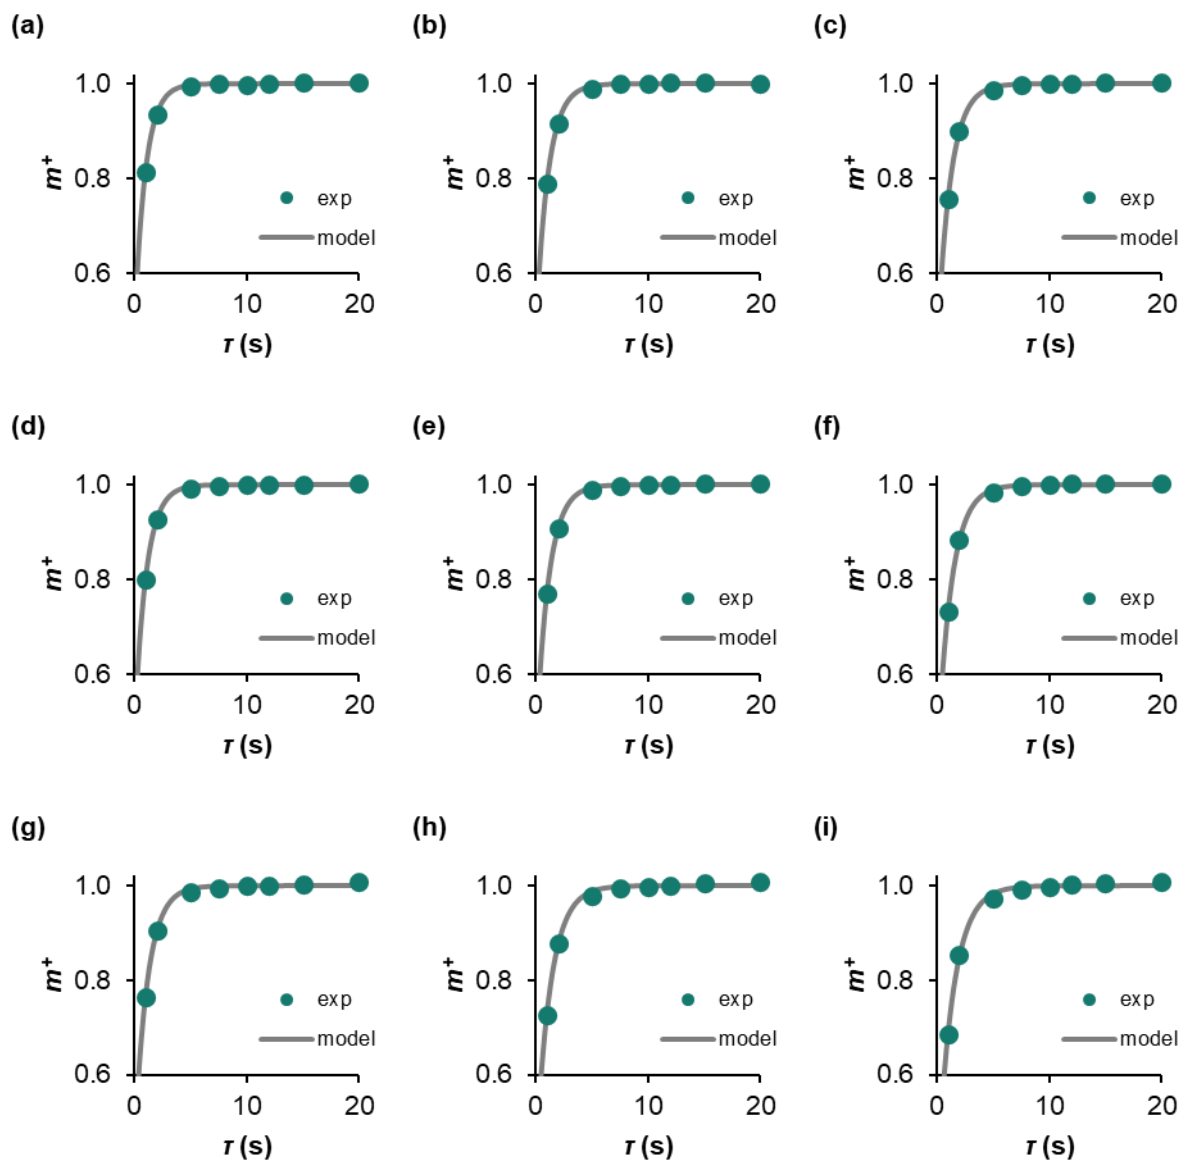 (a) (b) (c)
1.0 1.0 1.0
m⁺ 0.8 m⁺ 0.8 m⁺ 0.8
exp exp exp
model model model
0.6 0.6 0.6
0 10 20 0 10 20 0 10 20
τ (s) τ (s) τ (s)
(d) (e) (f)
1.0 1.0 1.0
m⁺ 0.8 m⁺ 0.8 m⁺ 0.8
exp exp exp
model model model
0.6 0.6 0.6
0 10 20 0 10 20 0 10 20
τ (s) τ (s) τ (s)
(g) (h) (i)
1.0 1.0 1.0
m⁺ 0.8 m⁺ 0.8 m⁺ 0.8
exp exp exp
model model model
0.6 0.6 0.6
0 10 20 0 10 20 0 10 20
τ (s) τ (s) τ (s)